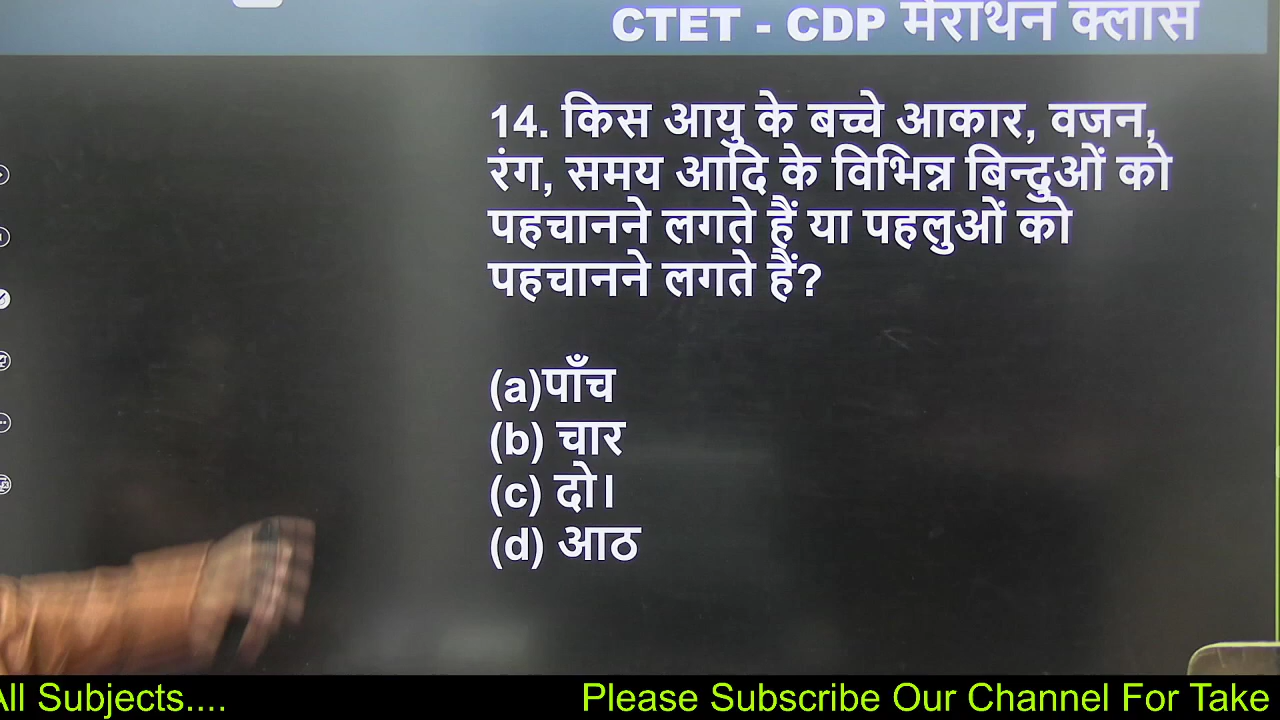 CTET - CDP मैराथन क्लास
14. किस आयु के बच्चे आकार, वजन,
रंग, समय आदि के विभिन्न बिन्दुओं को
पहचानने लगते हैं या पहलुओं को
पहचानने लगते हैं?
(a)पाँच
(b) चार
(c) दो।
(d) आठ
All Subjects.... Please Subscribe Our Channel For Take